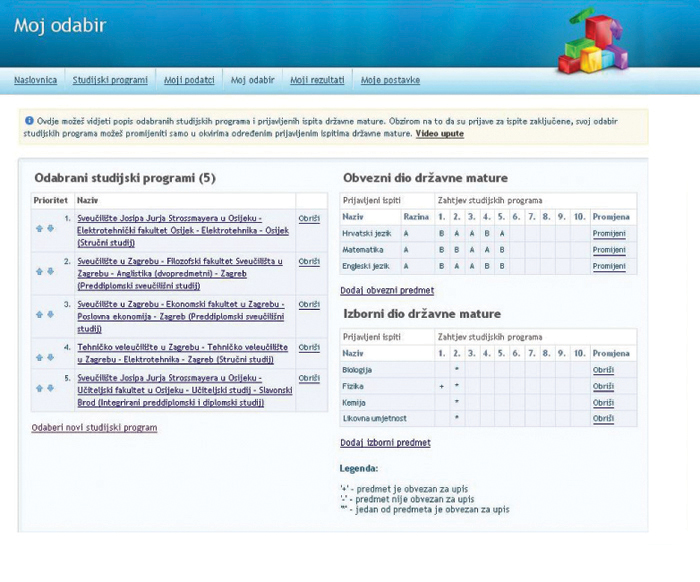 Moj odabir
Naslovnica Studijski programi Moji podatci Moj odabir Moji rezultati Moje postavke
Ovdje možeš vidjeti popis odabranih studijskih programa i prijavljenih ispita državne mature. Obzirom na to da su prijave za ispite zaključene, svoj odabir
studijskih programa možeš promijeniti samo u okvirima određenim prijavljenim ispitima državne mature. Video upute
Odabrani studijski programi (5)
Prioritet Naziv
1. Sveučilište Josipa Jurja Strossmayera u Osijeku - Obriši
Elektrotehnički fakultet Osijek - Elektrotehnika - Osijek
(Stručni studij)
2. Sveučilište u Zagrebu - Filozofski fakultet Sveučilišta u Obriši
Zagrebu - Anglistika (dvopredmetni) - Zagreb
(Preddiplomski sveučilišni studij)
3. Sveučilište u Zagrebu - Ekonomski fakultet u Zagrebu - Obriši
Poslovna ekonomija - Zagreb (Preddiplomski sveučilišni
studij)
4. Tehničko veleučilište u Zagrebu - Tehničko veleučilište Obriši
u Zagrebu - Elektrotehnika - Zagreb (Stručni studij)
5. Sveučilište Josipa Jurja Strossmayera u Osijeku - Obriši
Učiteljski fakultet u Osijeku - Učiteljski studij - Slavonski
Brod (Integrirani preddiplomski i diplomski studij)
Odaberi novi studijski program
Obvezni dio državne mature
Prijavljeni ispiti Zahtjev studijskih programa
Naziv Razina 1. 2. 3. 4. 5. 6. 7. 8. 9. 10. Promjena
Hrvatski jezik A B A A B A Promijeni
Matematika A B A A B B Promijeni
Engleski jezik A B A A B B Promijeni
Dodaj obvezni predmet
Izborni dio državne mature
Prijavljeni ispiti Zahtjev studijskih programa
Naziv 1. 2. 3. 4. 5. 6. 7. 8. 9. 10. Promjena
Biologija * Obriši
Fizika + * Obriši
Kemija * Obriši
Likovna umjetnost * Obriši
Dodaj izborni predmet
Legenda:
'+' - predmet je obvezan za upis
'-' - predmet nije obvezan za upis
'*' - jedan od predmeta je obvezan za upis